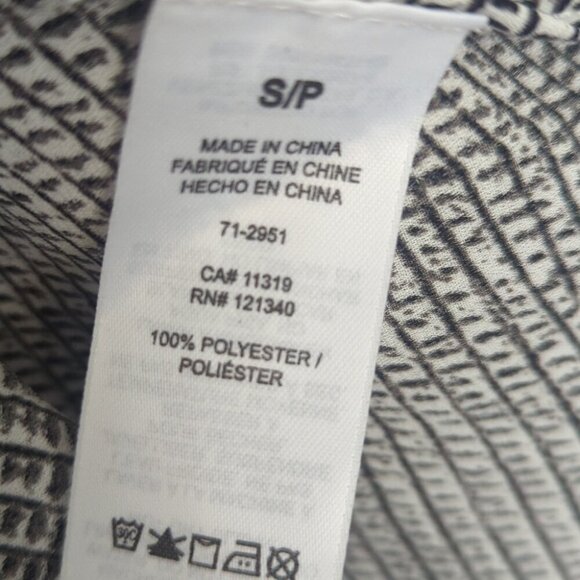 S/P
MADE IN CHINA
FABRIQUÉ EN CHINE
HECHO EN CHINA
71-2951
CA# 11319
RN# 121340
100% POLYESTER /
POLIÉSTER